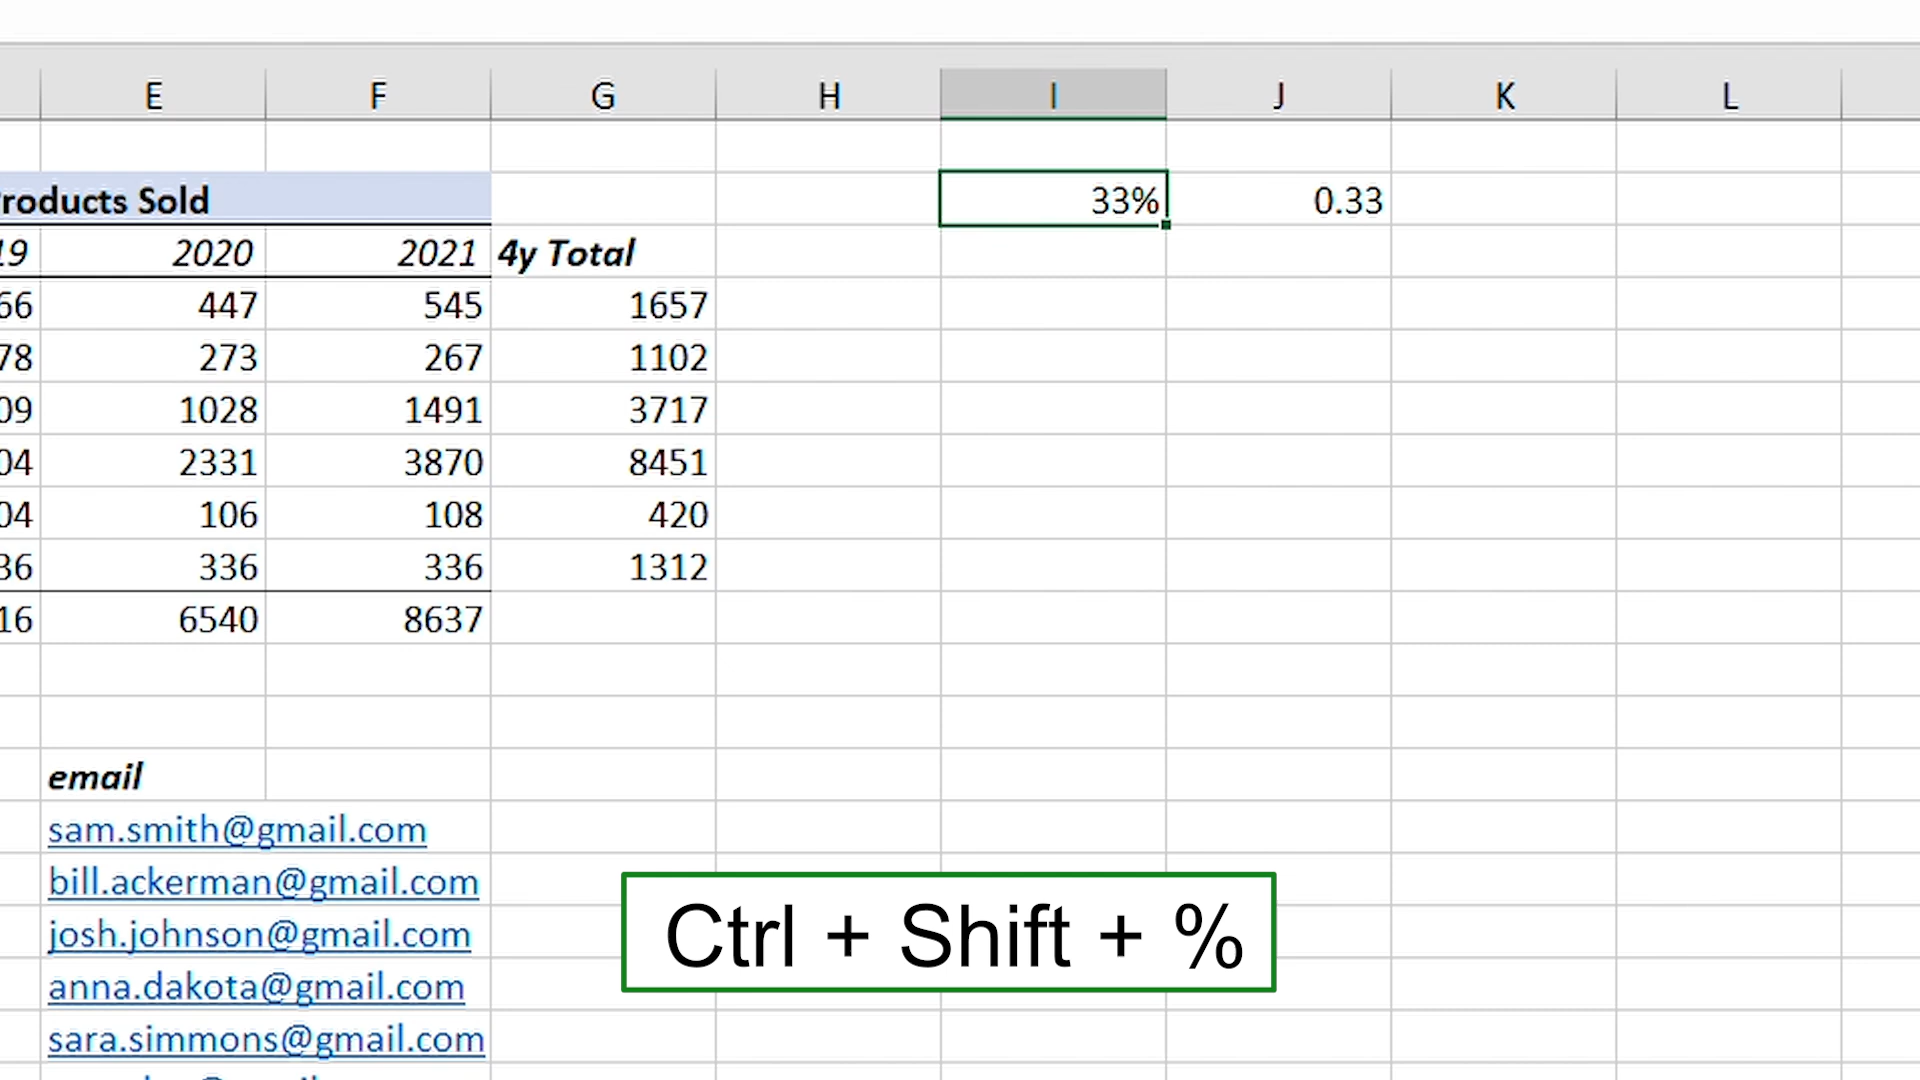 E F G H I J K L
Products Sold 33% 0.33
19 2020 2021 4y Total
66 447 545 1657
78 273 267 1102
09 1028 1491 3717
04 2331 3870 8451
04 106 108 420
36 336 336 1312
16 6540 8637
email
sam.smith@gmail.com
bill.ackerman@gmail.com
josh.johnson@gmail.com
anna.dakota@gmail.com
sara.simmons@gmail.com
Ctrl + Shift + %